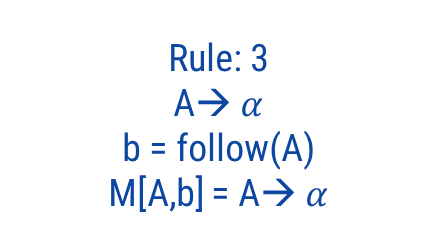 Rule: 3
A→ α
b = follow(A)
M[A,b] = A→ α